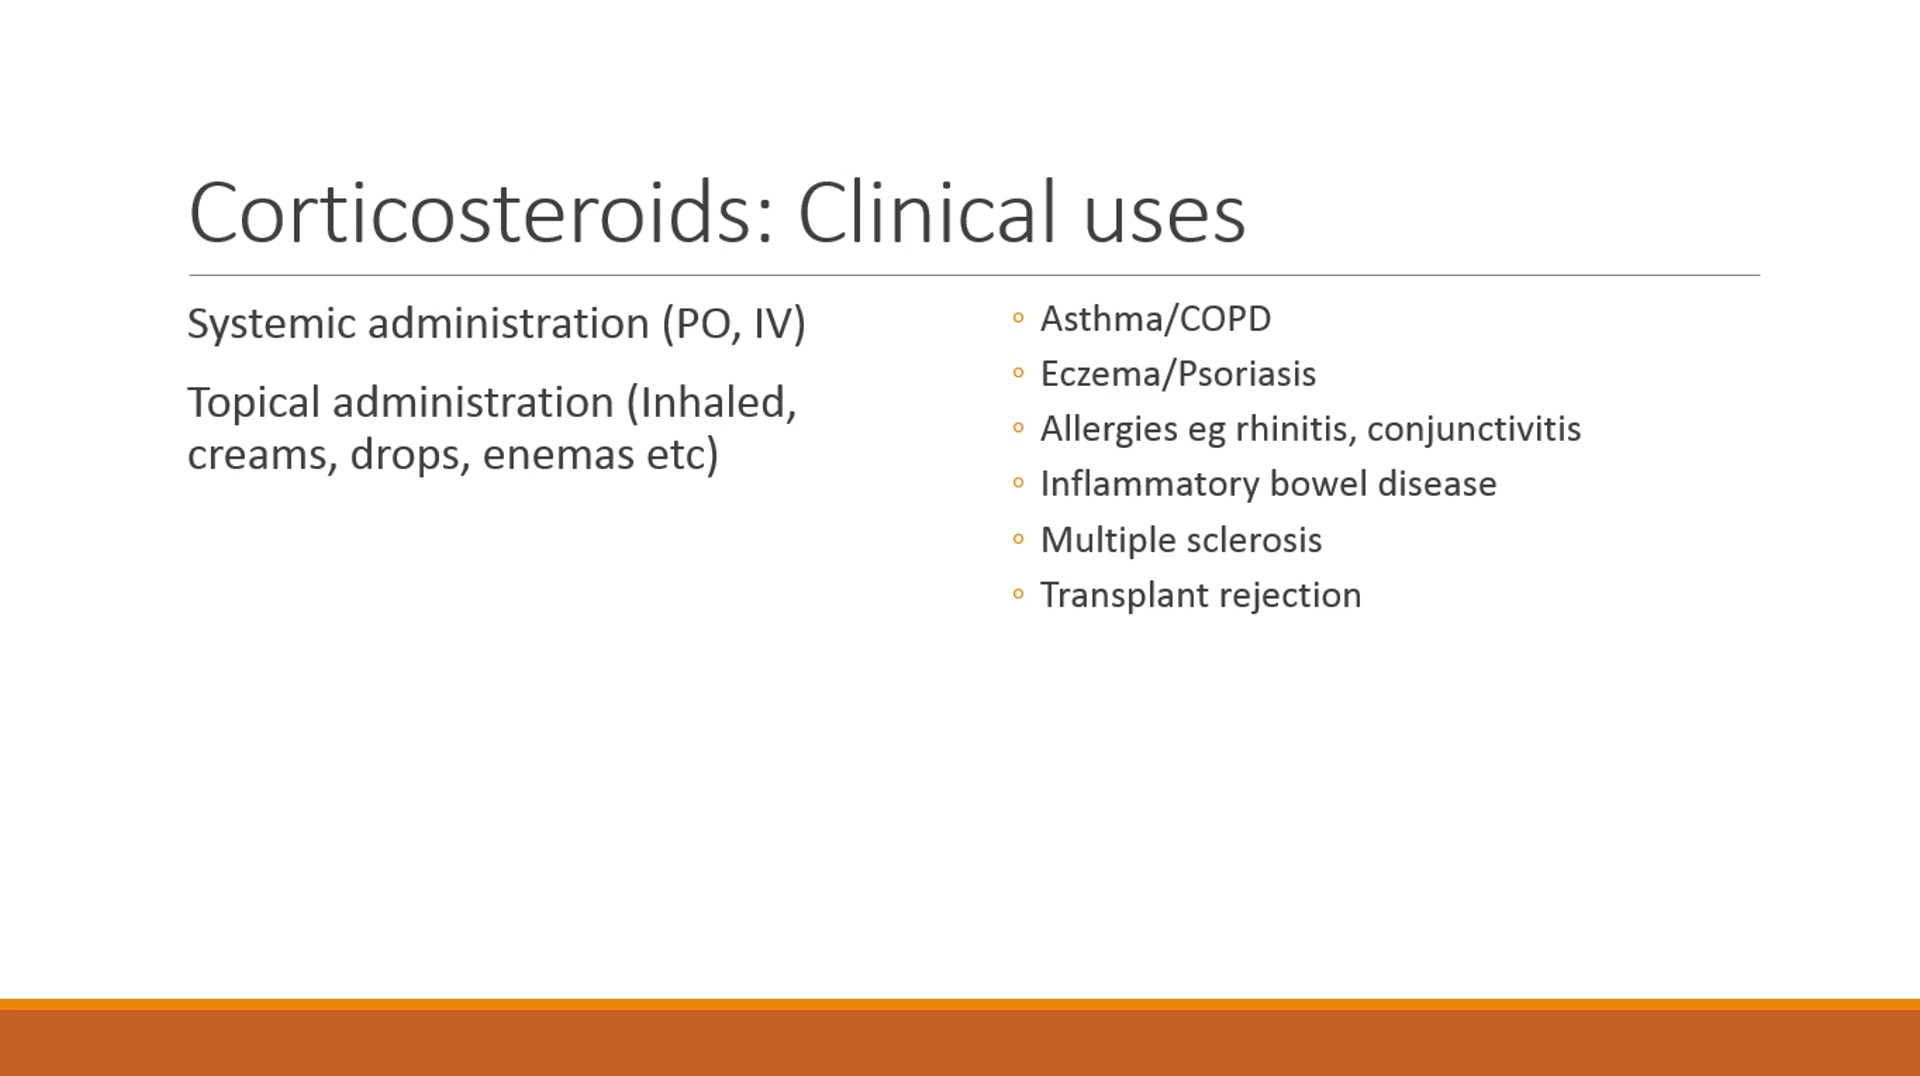 Corticosteroids: Clinical uses
Systemic administration (PO, IV)
Topical administration (Inhaled,
creams, drops, enemas etc)
◦ Asthma/COPD
◦ Eczema/Psoriasis
◦ Allergies eg rhinitis, conjunctivitis
◦ Inflammatory bowel disease
◦ Multiple sclerosis
◦ Transplant rejection